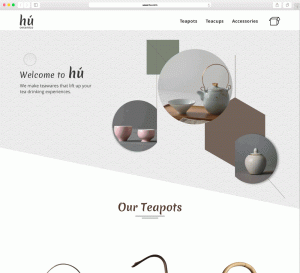 hú
Teapots Teacups Accessories
Welcome to hú
We make teawares that lift up your
tea drinking experiences.
Our Teapots